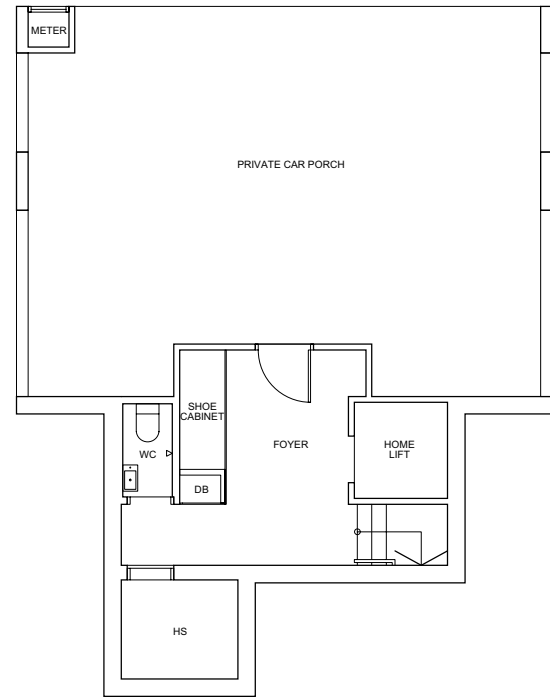 METER
PRIVATE CAR PORCH
SHOE
CABINET
FOYER
HOME
LIFT
WC
DB
HS